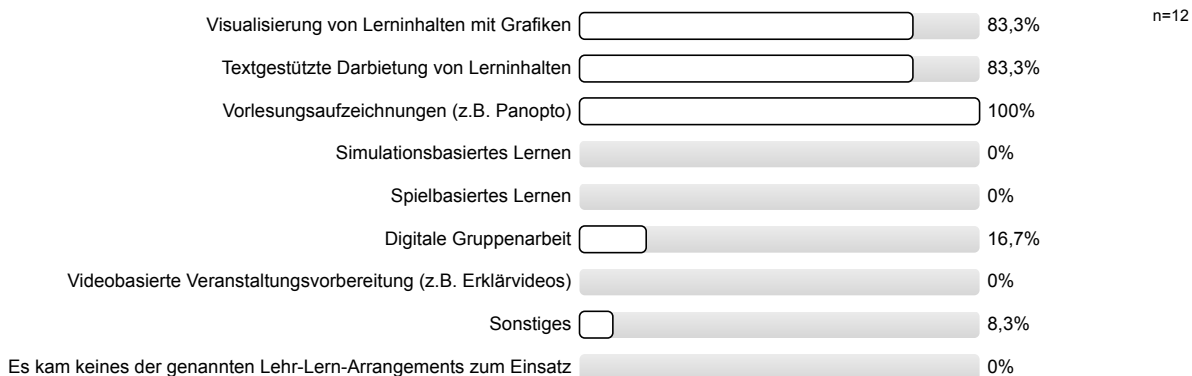 Visualisierung von Lerninhalten mit Grafiken 83,3% n=12
Textgestützte Darbietung von Lerninhalten 83,3%
Vorlesungsaufzeichnungen (z.B. Panopto) 100%
Simulationsbasiertes Lernen 0%
Spielbasiertes Lernen 0%
Digitale Gruppenarbeit 16,7%
Videobasierte Veranstaltungsvorbereitung (z.B. Erklärvideos) 0%
Sonstiges 8,3%
Es kam keines der genannten Lehr-Lern-Arrangements zum Einsatz 0%